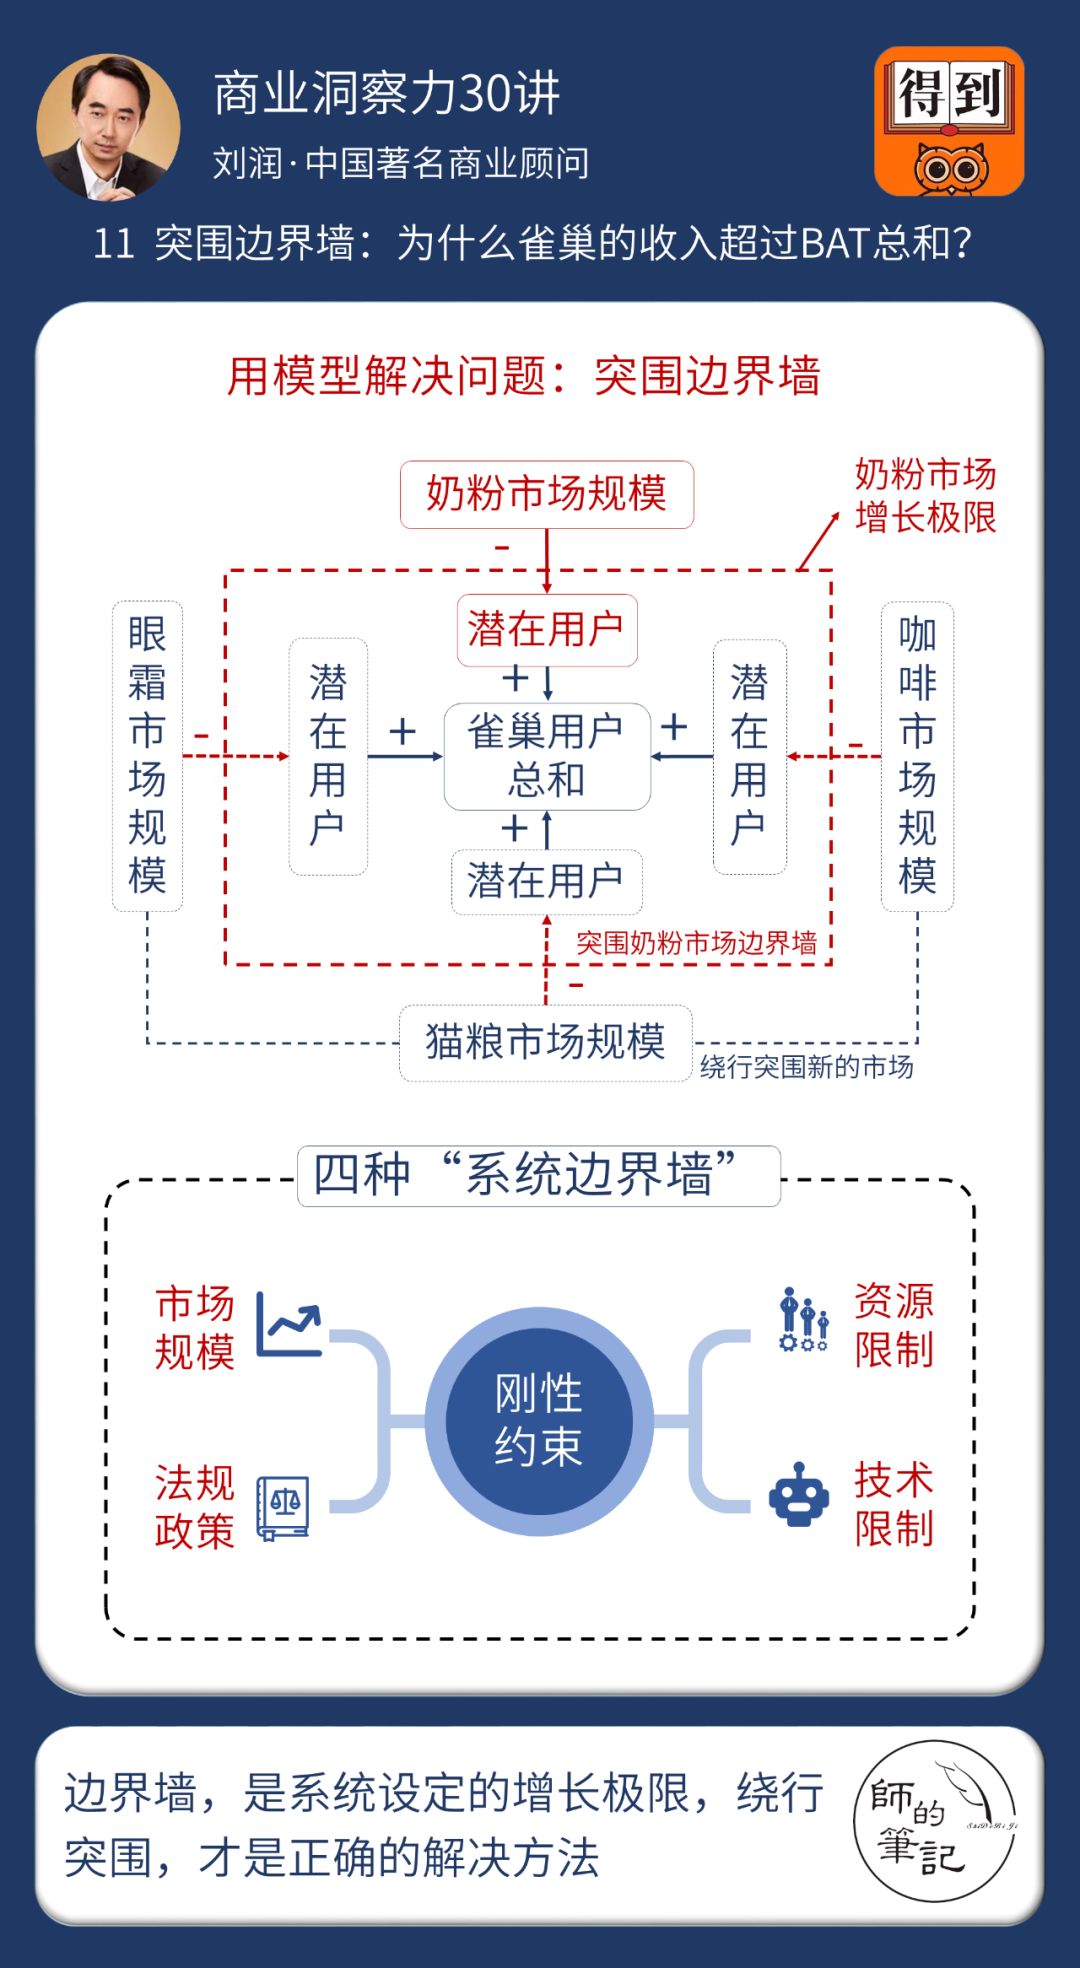 商业洞察力30讲
刘润·中国著名商业顾问
得到
11 突围边界墙：为什么雀巢的收入超过BAT总和？
用模型解决问题：突围边界墙
奶粉市场规模
奶粉市场
增长极限
-
潜在用户
+
眼霜市场规模
-
潜在用户
+
雀巢用户
总和
+
潜在用户
-
咖啡市场规模
+
潜在用户
突围奶粉市场边界墙
-
猫粮市场规模
绕行突围新的市场
四种“系统边界墙”
市场
规模
资源
限制
刚性
约束
法规
政策
技术
限制
边界墙，是系统设定的增长极限，绕行
突围，才是正确的解决方法
師的
筆記
ShiDeBiJi